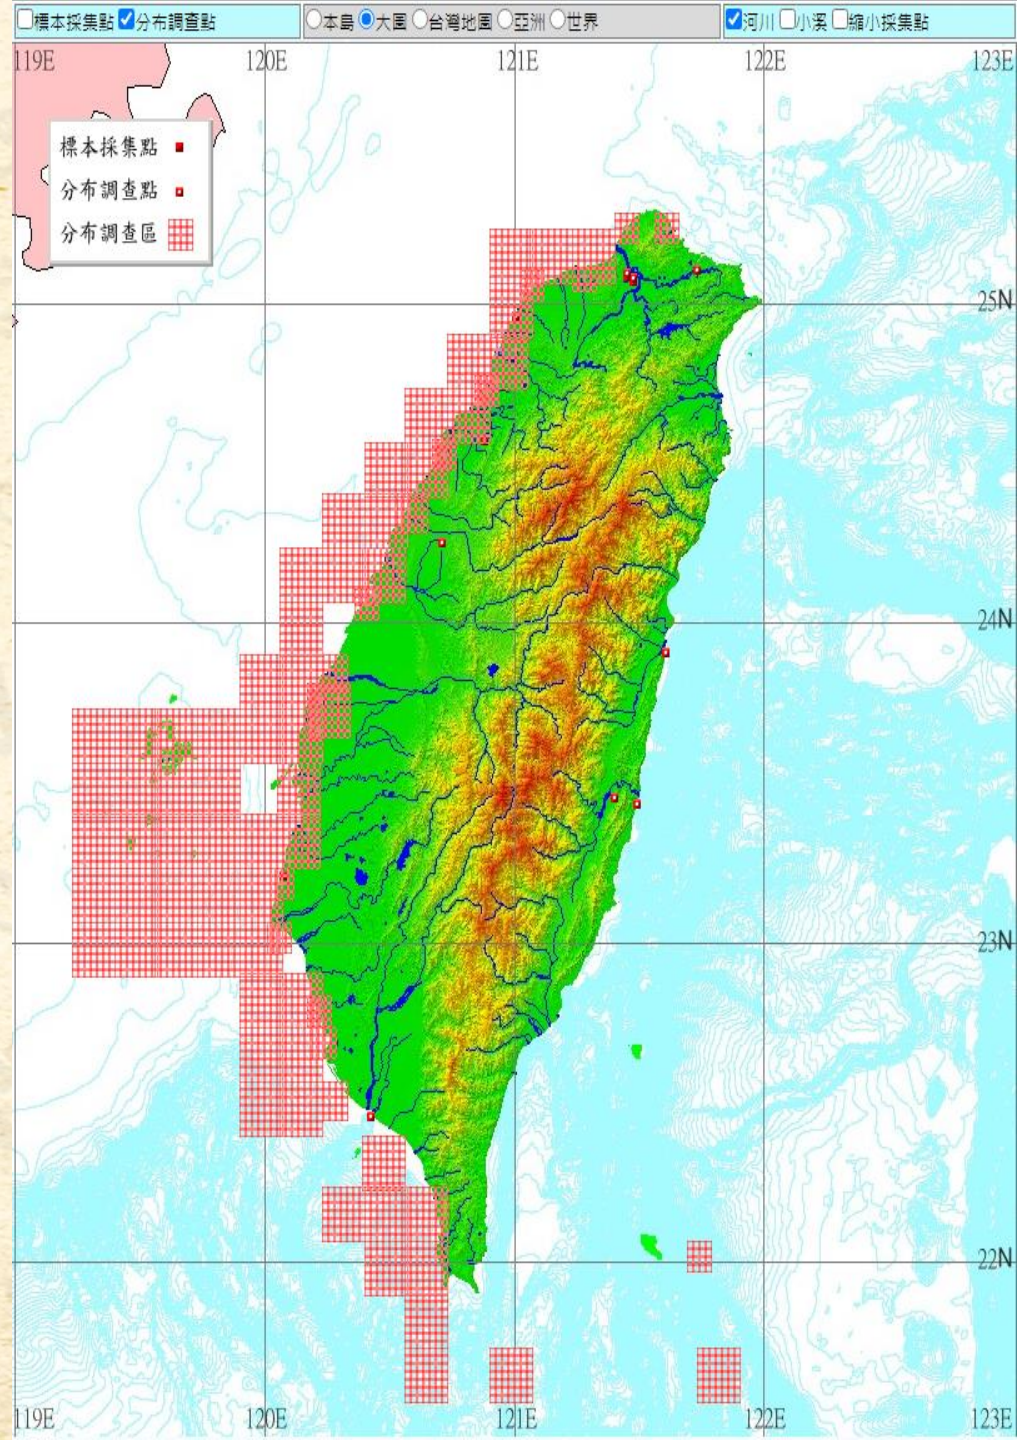 標本採集點 分布調查點 本島 大圖 台灣地圖 亞洲 世界 河川 小溪 縮小採集點
119E 120E 121E 122E 123E
標本採集點
分布調查點
分布調查區
25N
24N
23N
22N
119E 120E 121E 122E 123E